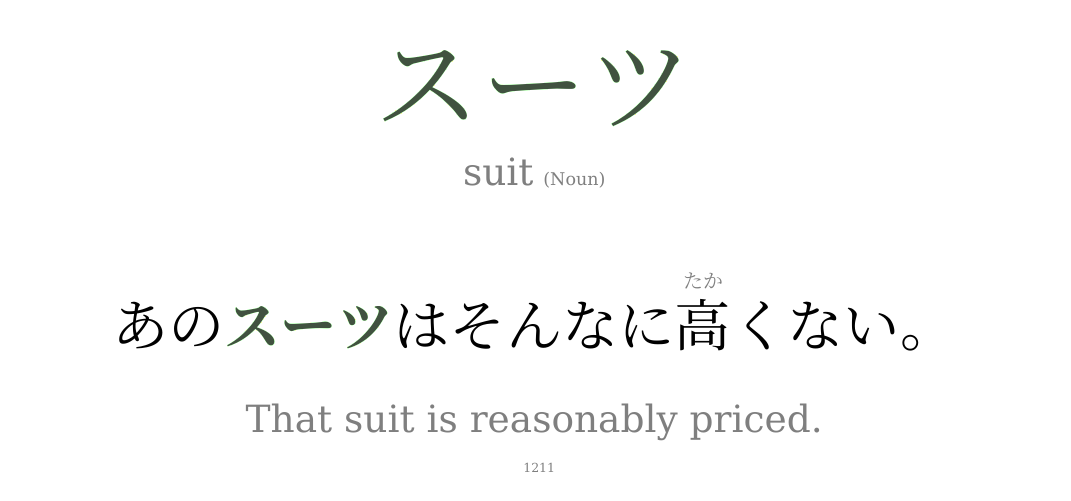 スーツ
suit (Noun)
たか
あのスーツはそんなに高くない。
That suit is reasonably priced.
1211